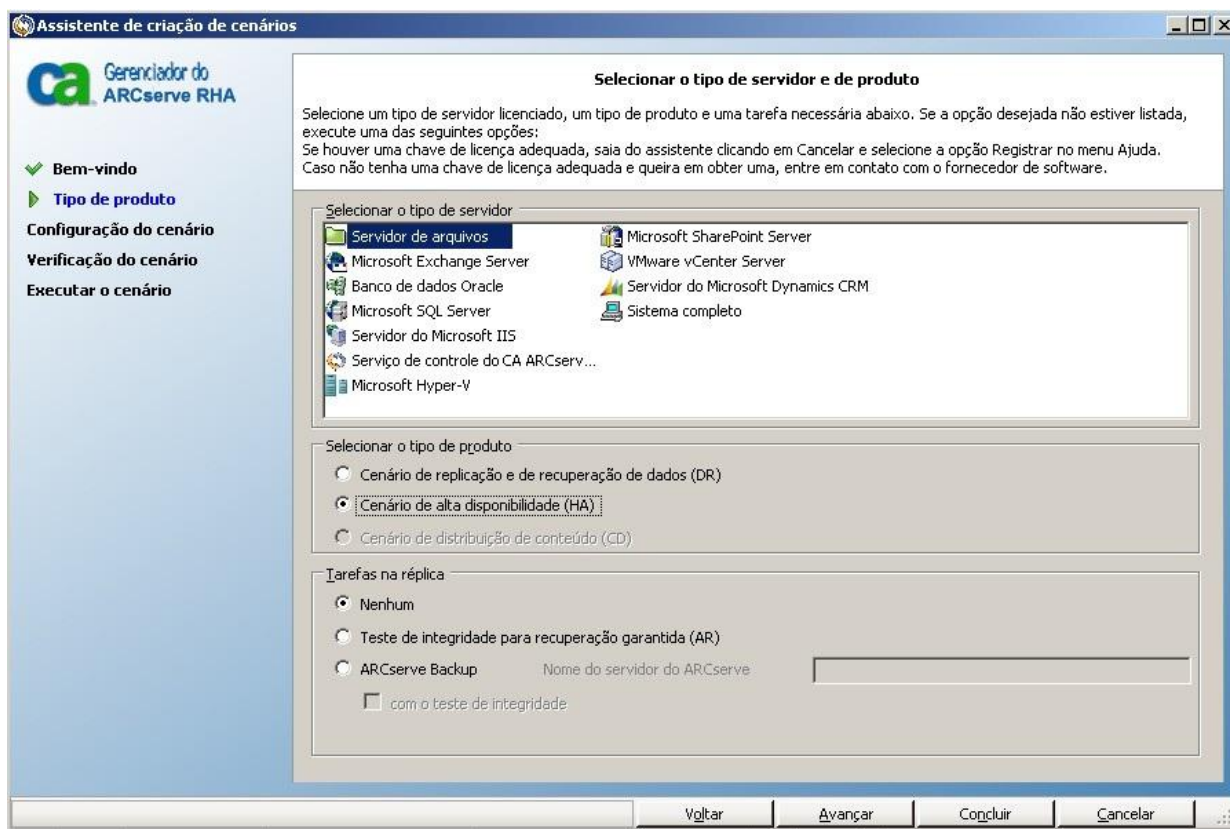 Assistente de criação de cenários
ca Gerenciador do
ARCserve RHA
Bem-vindo
Tipo de produto
Configuração do cenário
Verificação do cenário
Executar o cenário
Selecionar o tipo de servidor e de produto
Selecione um tipo de servidor licenciado, um tipo de produto e uma tarefa necessária abaixo. Se a opção desejada não estiver listada,
execute uma das seguintes opções:
Se houver uma chave de licença adequada, saia do assistente clicando em Cancelar e selecione a opção Registrar no menu Ajuda.
Caso não tenha uma chave de licença adequada e queira em obter uma, entre em contato com o fornecedor de software.
Selecionar o tipo de servidor
Servidor de arquivos
Microsoft Exchange Server
Banco de dados Oracle
Microsoft SQL Server
Servidor do Microsoft IIS
Serviço de controle do CA ARCserv...
Microsoft Hyper-V
Microsoft SharePoint Server
VMware vCenter Server
Servidor do Microsoft Dynamics CRM
Sistema completo
Selecionar o tipo de produto
Cenário de replicação e de recuperação de dados (DR)
Cenário de alta disponibilidade (HA)
Cenário de distribuição de conteúdo (CD)
Tarefas na réplica
Nenhum
Teste de integridade para recuperação garantida (AR)
ARCserve Backup Nome do servidor do ARCserve
com o teste de integridade
Voltar Avançar Concluir Cancelar